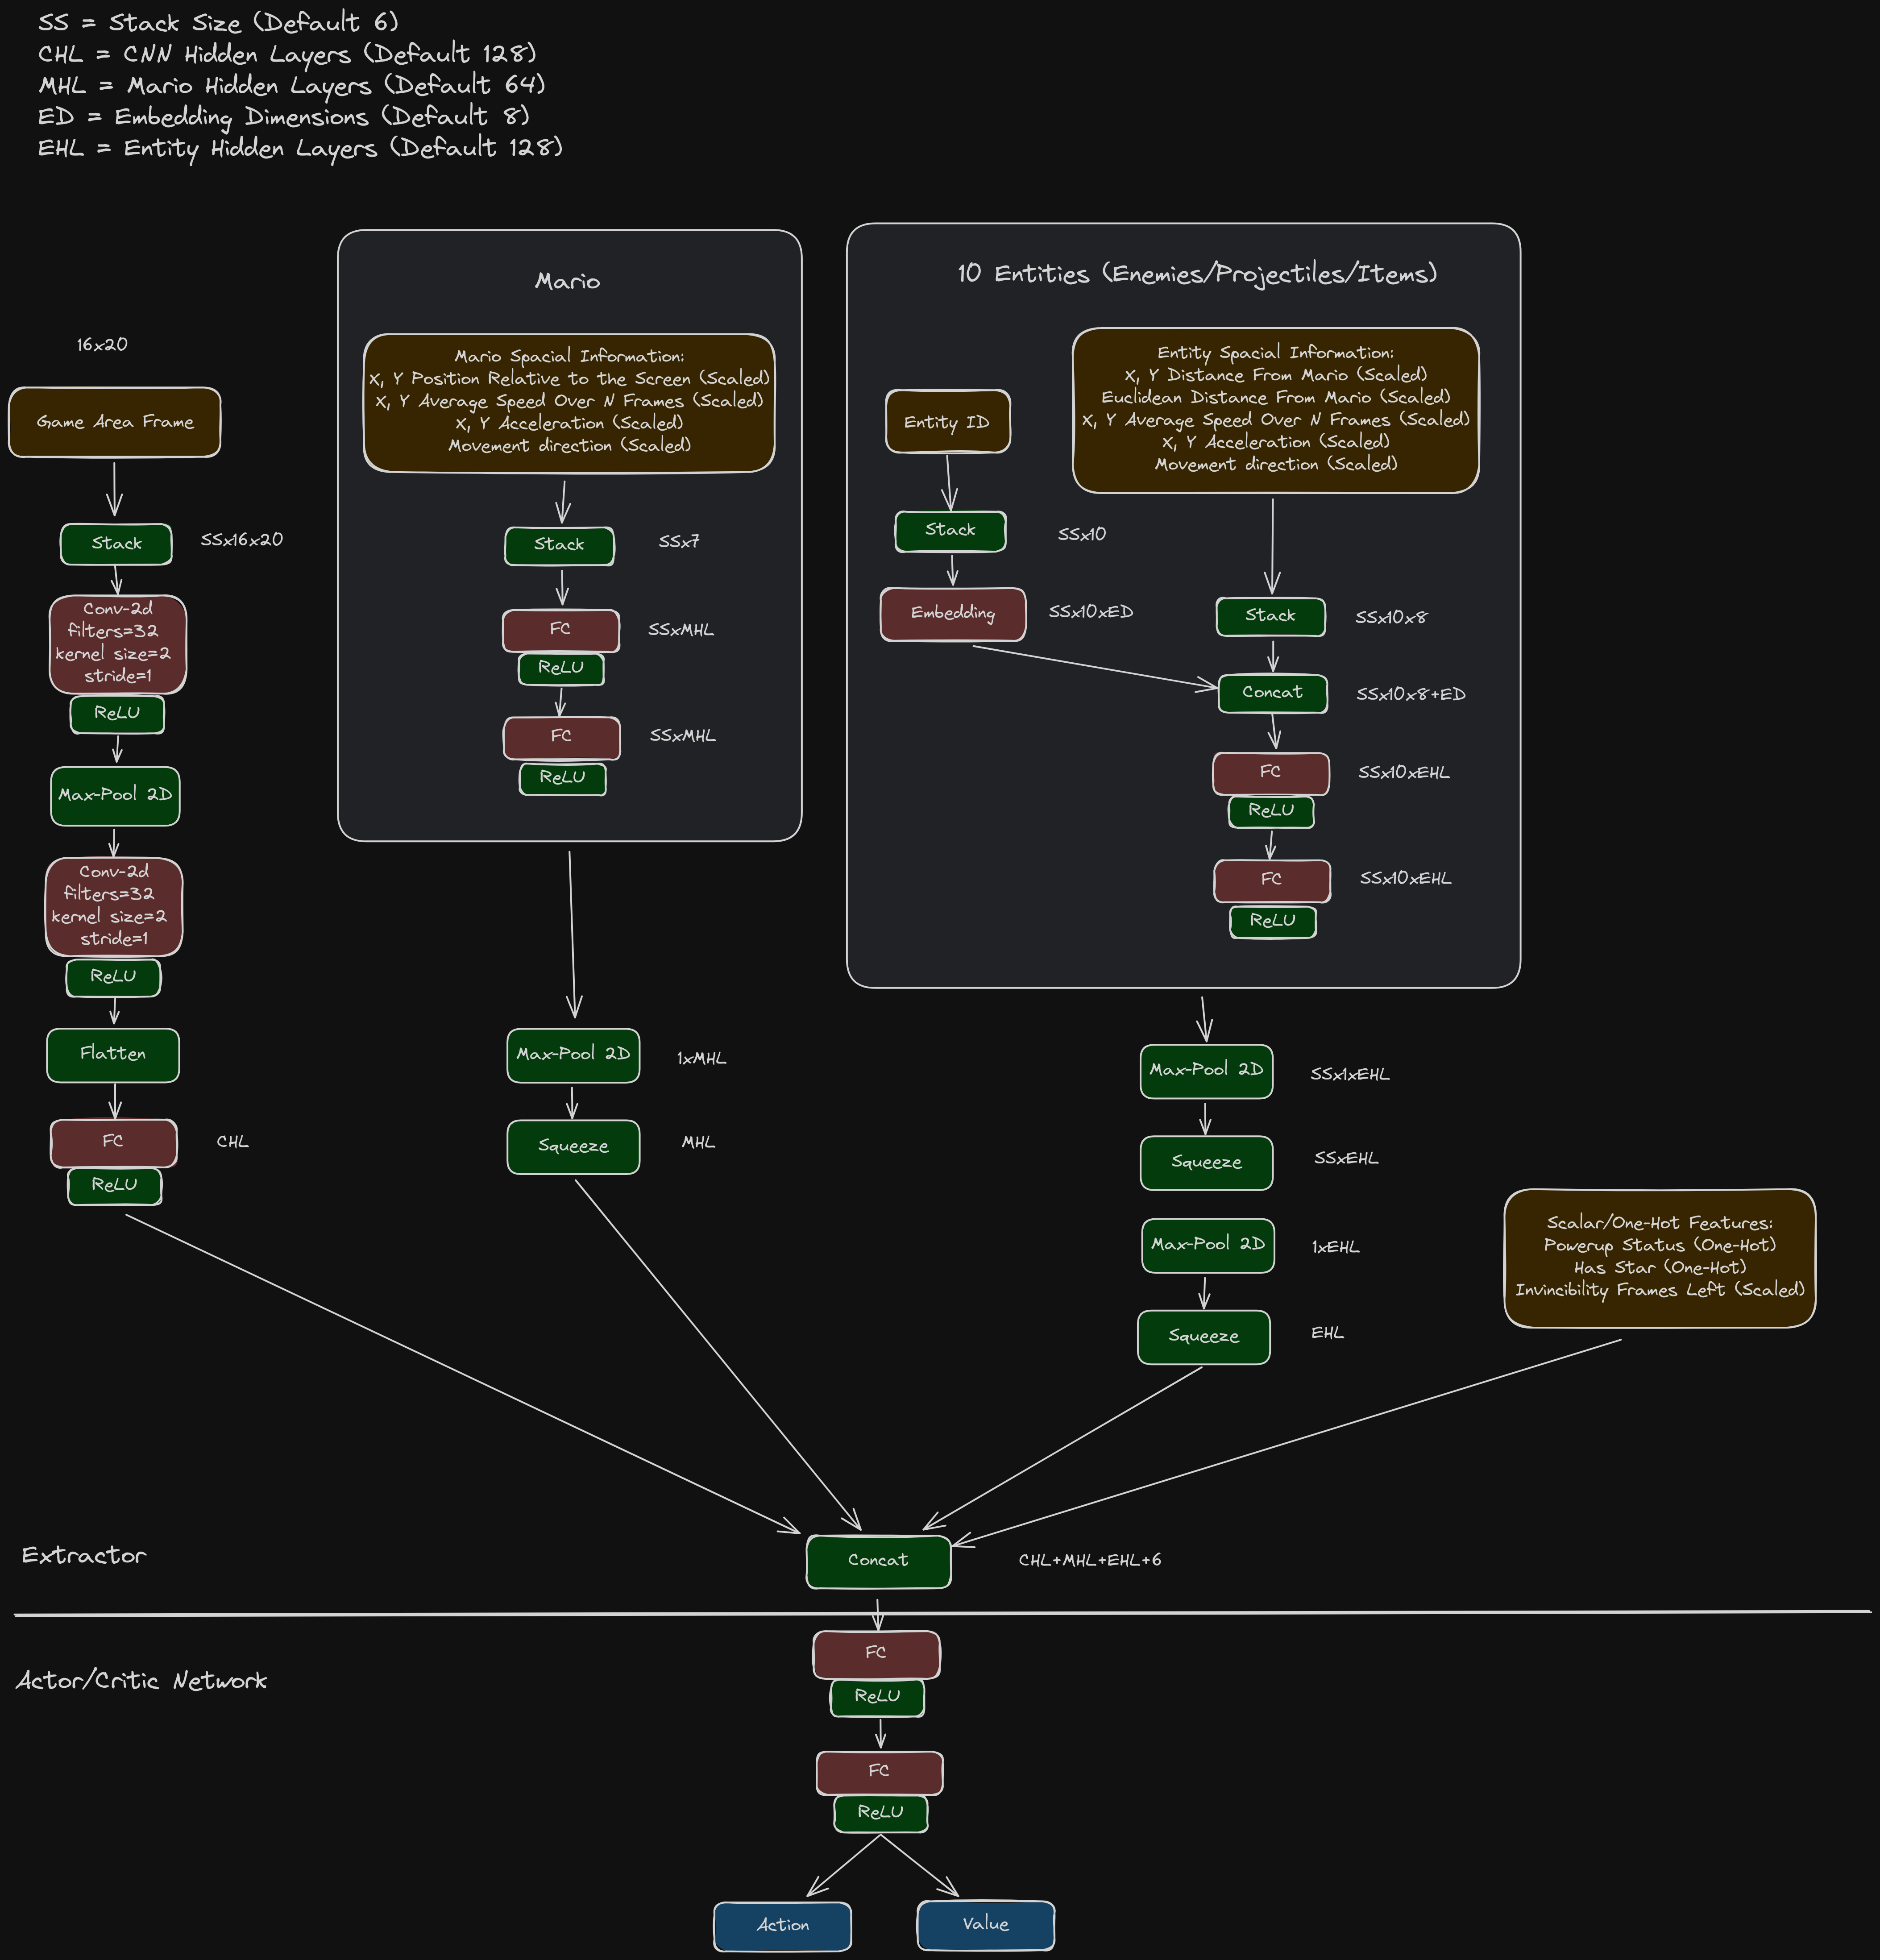 SS = Stack Size (Default 6)
CHL = CNN Hidden Layers (Default 128)
MHL = Mario Hidden Layers (Default 64)
ED = Embedding Dimensions (Default 8)
EHL = Entity Hidden Layers (Default 128)
16x20
Game Area Frame
Stack
SSx16x20
Conv-2d
filters=32
kernel size=2
stride=1
ReLU
Max-Pool 2D
Conv-2d
filters=32
kernel size=2
stride=1
ReLU
Flatten
FC
CHL
ReLU
Mario
Mario Spacial Information:
X, Y Position Relative to the Screen (Scaled)
X, Y Average Speed Over N Frames (Scaled)
X, Y Acceleration (Scaled)
Movement direction (Scaled)
Stack
SSx7
FC
SSxMHL
ReLU
FC
SSxMHL
ReLU
Max-Pool 2D
1xMHL
Squeeze
MHL
10 Entities (Enemies/Projectiles/Items)
Entity ID
Stack
SSx10
Embedding
SSx10xED
Entity Spacial Information:
X, Y Distance From Mario (Scaled)
Euclidean Distance From Mario (Scaled)
X, Y Average Speed Over N Frames (Scaled)
X, Y Acceleration (Scaled)
Movement direction (Scaled)
Stack
SSx10x8
Concat
SSx10x8+ED
FC
SSx10xEHL
ReLU
FC
SSx10xEHL
ReLU
Max-Pool 2D
SSx1xEHL
Squeeze
SSxEHL
Max-Pool 2D
1xEHL
Squeeze
EHL
Scalar/One-Hot Features:
Powerup Status (One-Hot)
Has Star (One-Hot)
Invincibility Frames Left (Scaled)
Extractor
Concat
CHL+MHL+EHL+6
Actor/Critic Network
FC
ReLU
FC
ReLU
Action
Value